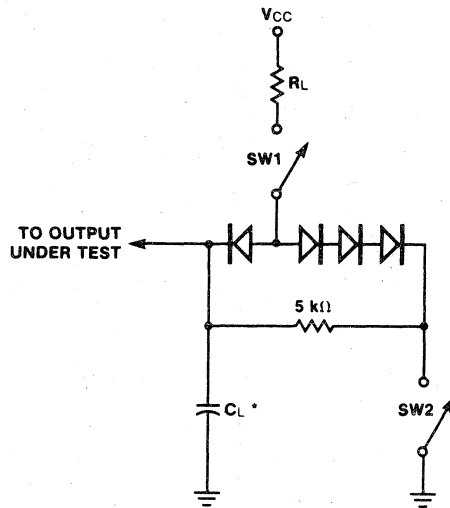 VCC
RL
SW1
TO OUTPUT
UNDER TEST
5 kΩ
CL *
SW2